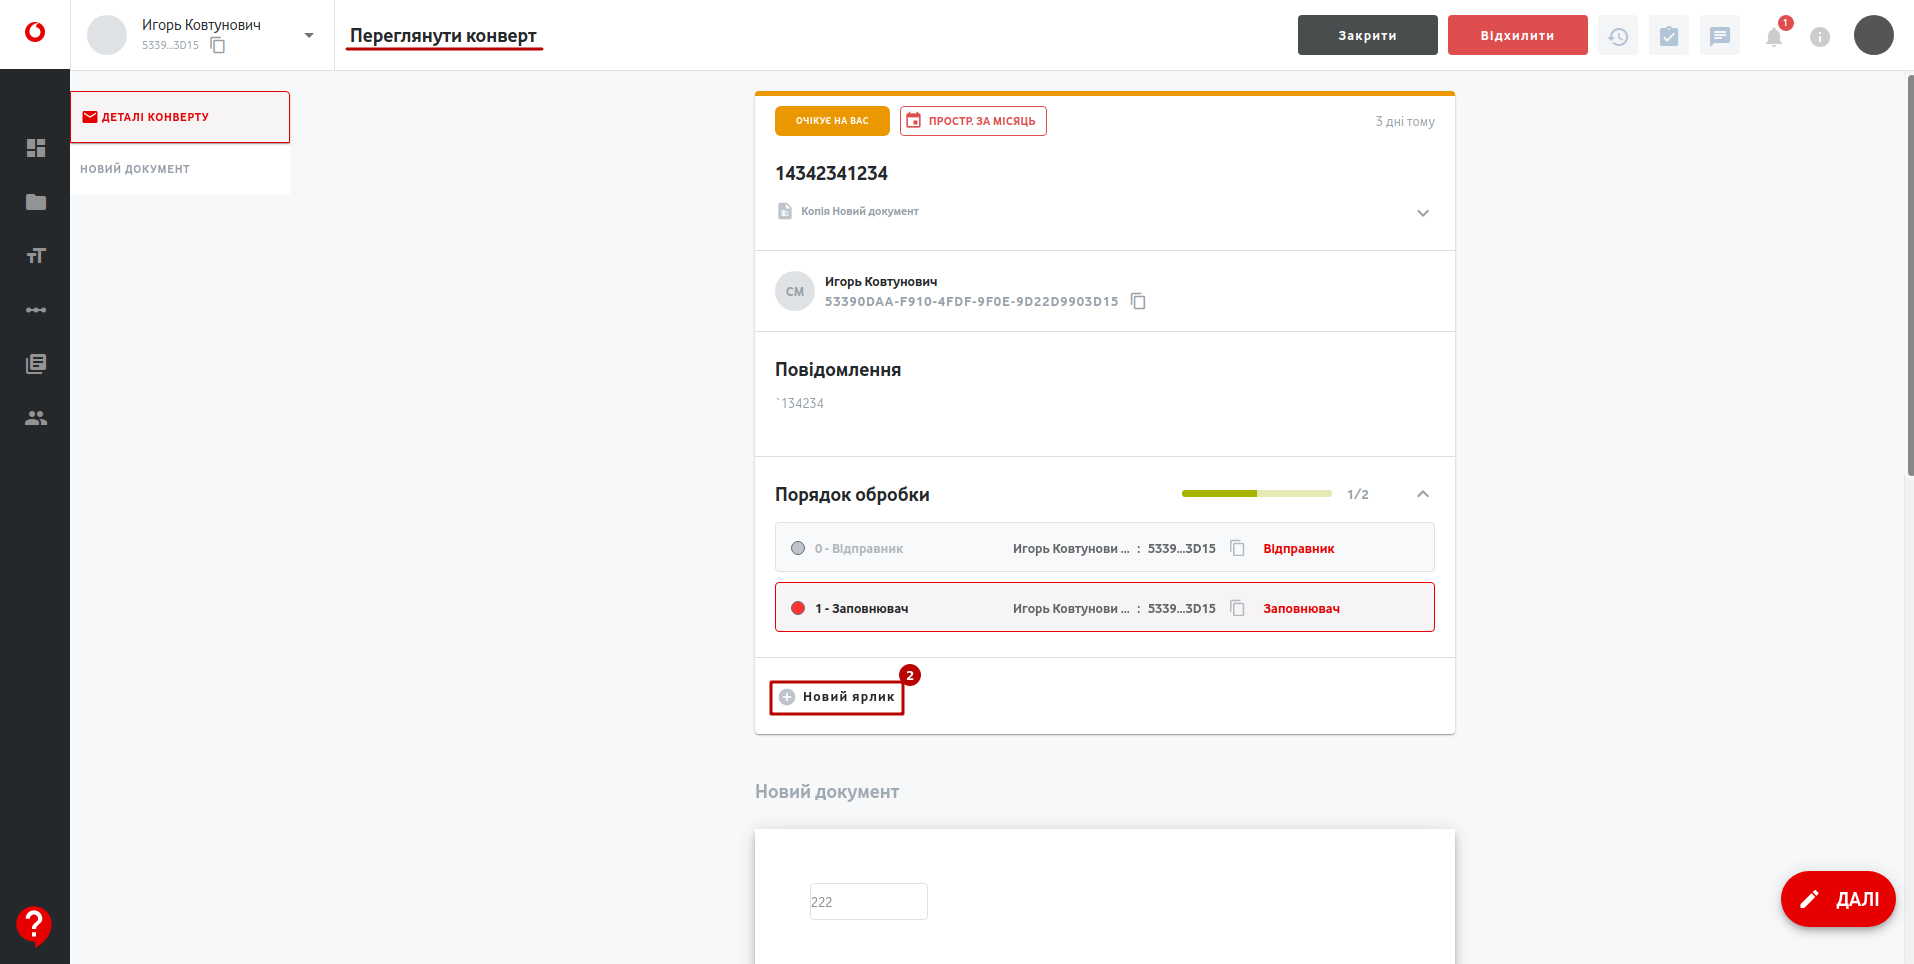 Игорь Ковтунович
5339...3D15
Переглянути конверт
Закрити
Відхилити
1
ДЕТАЛІ КОНВЕРТУ
НОВИЙ ДОКУМЕНТ
ОЧІКУЄ НА ВАС
ПРОСТР. ЗА МІСЯЦЬ
3 дні тому
14342341234
Копія Новий документ
СМ
Игорь Ковтунович
53390DAA-F910-4FDF-9F0E-9D22D9903D15
Повідомлення
`134234
Порядок обробки
1/2
0 - Відправник
Игорь Ковтунови ... : 5339...3D15
Відправник
1 - Заповнювач
Игорь Ковтунови ... : 5339...3D15
Заповнювач
2
Новий ярлик
Новий документ
222
ДАЛІ
?